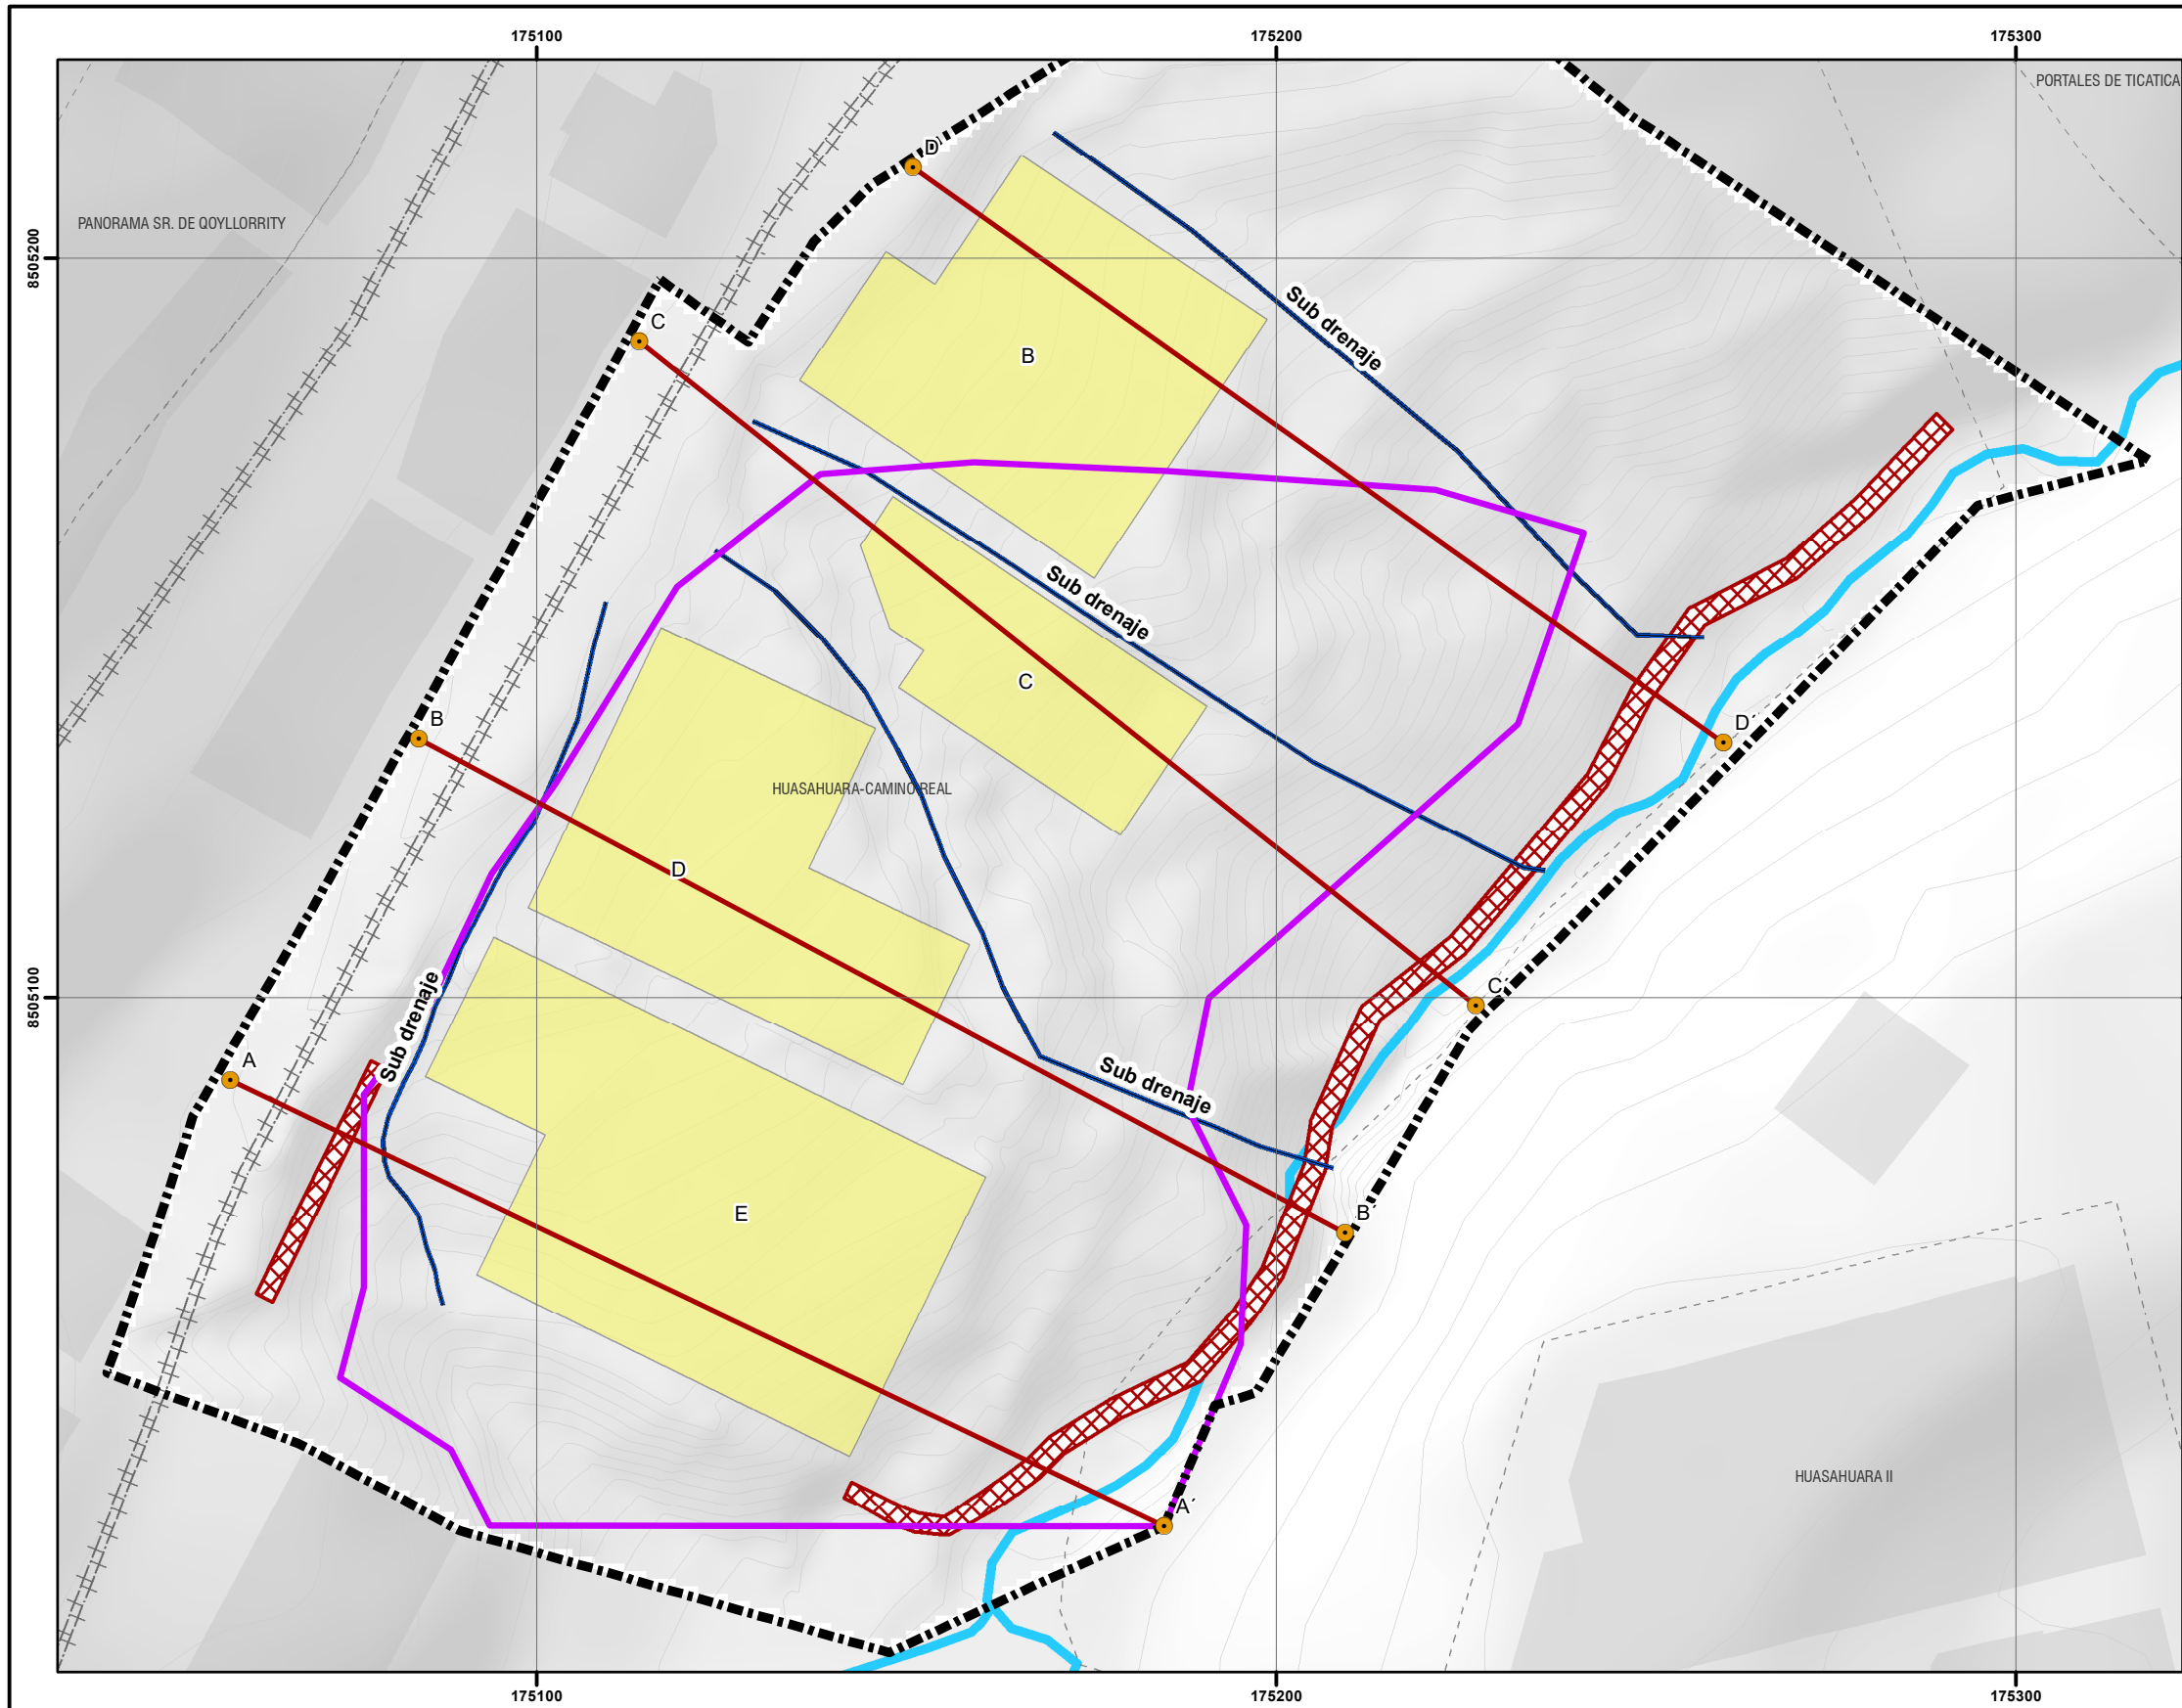 175100
175200
175300
PORTALES DE TICATICA
D
PANORAMA SR. DE QOYLLORRITY
8505200
Sub drenaje
C
B
Sub drenaje
C
B
D´
HUASAHUARA-CAMINO REAL
D
Sub drenaje
C´
8505100
A
Sub drenaje
B´
E
HUASAHUARA II
A´
175100
175200
175300